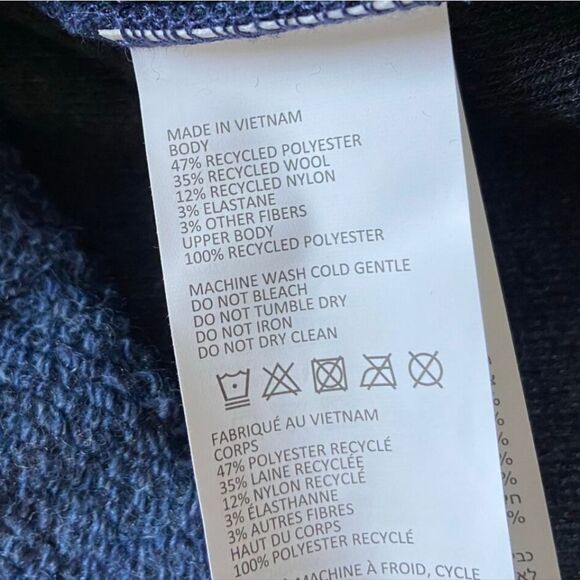 MADE IN VIETNAM
BODY
47% RECYCLED POLYESTER
35% RECYCLED WOOL
12% RECYCLED NYLON
3% ELASTANE
3% OTHER FIBERS
UPPER BODY
100% RECYCLED POLYESTER
MACHINE WASH COLD GENTLE
DO NOT BLEACH
DO NOT TUMBLE DRY
DO NOT IRON
DO NOT DRY CLEAN
FABRIQUÉ AU VIETNAM
CORPS
47% POLYESTER RECYCLÉ
35% LAINE RECYCLÉE
12% NYLON RECYCLÉ
3% ÉLASTHANNE
3% AUTRES FIBRES
HAUT DU CORPS
100% POLYESTER RECYCLÉ
MACHINE À FROID, CYCLE